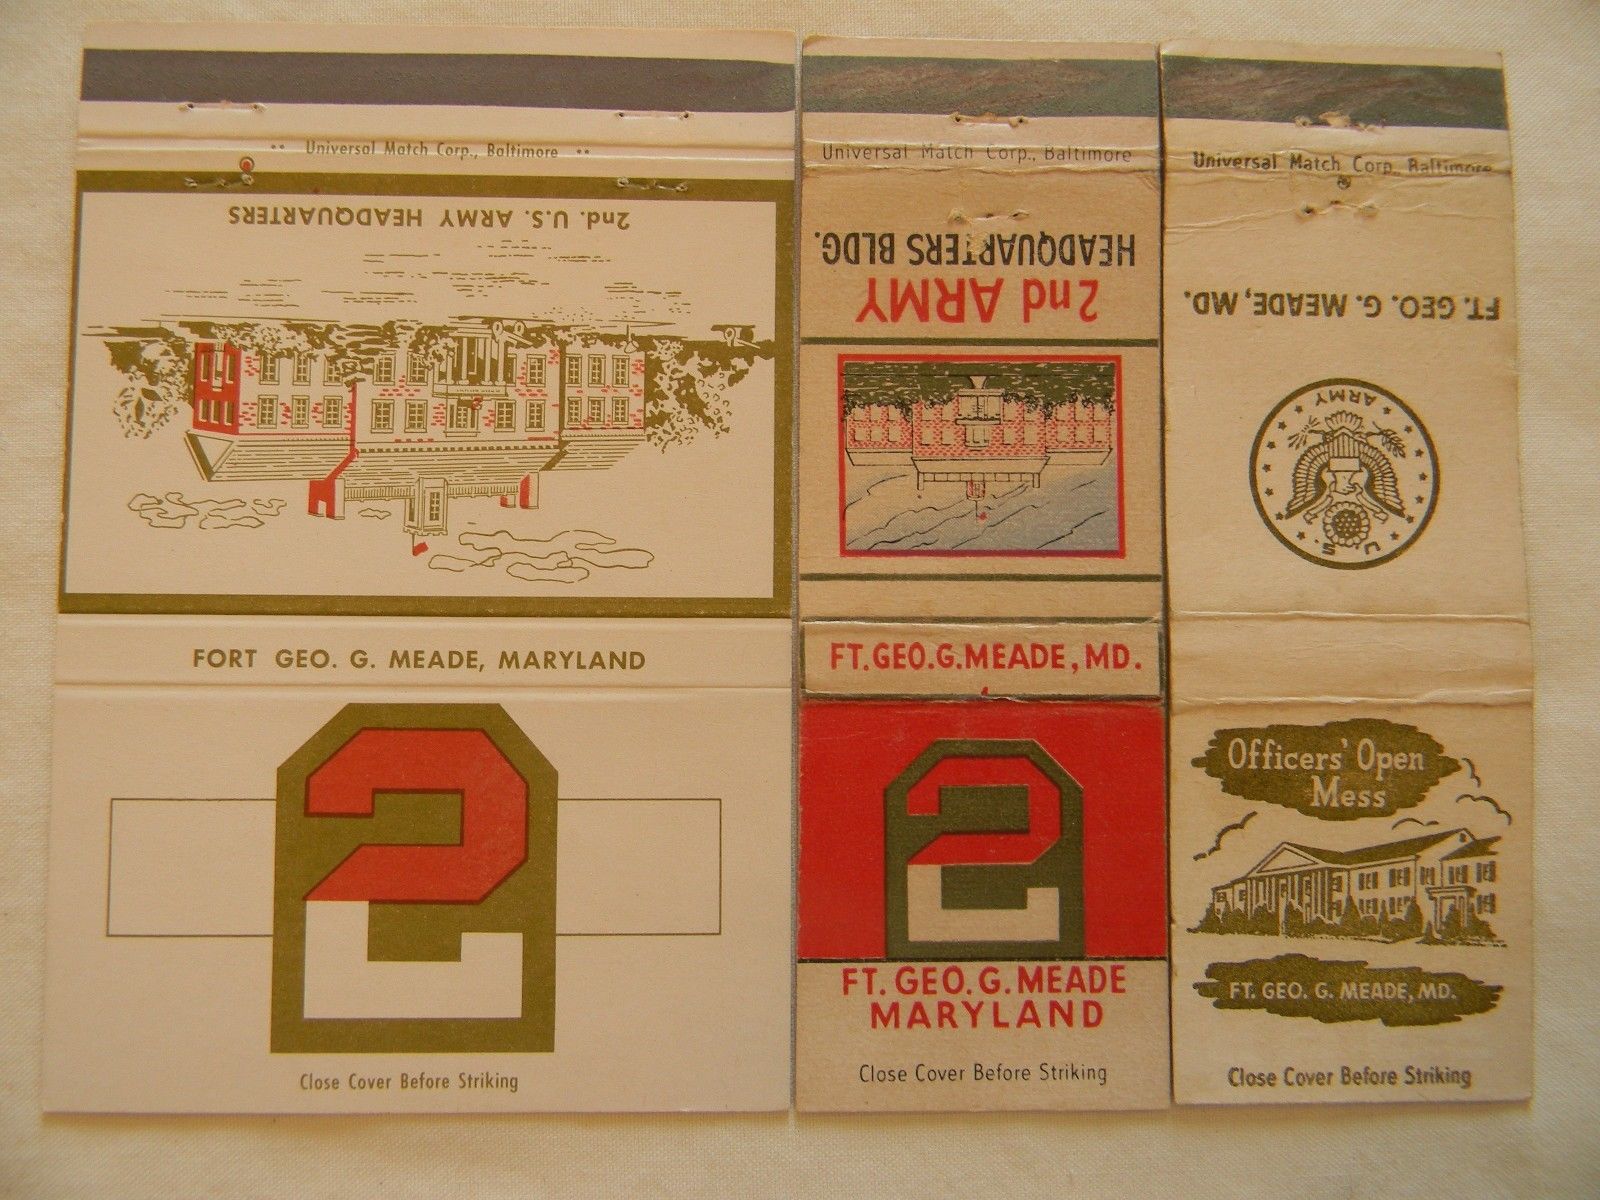 •• Universal Match Corp., Baltimore ••
2nd. U.S. ARMY HEADQUARTERS
FORT GEO. G. MEADE, MARYLAND
2
Close Cover Before Striking
Universal Match Corp., Baltimore
2nd ARMY
HEADQUARTERS BLDG.
FT. GEO. G. MEADE, MD.
2
FT. GEO. G. MEADE
MARYLAND
Close Cover Before Striking
Universal Match Corp. Baltimore
FT. GEO. G. MEADE, MD.
U.S.
ARMY
Officers' Open
Mess
FT. GEO. G. MEADE, MD.
Close Cover Before Striking